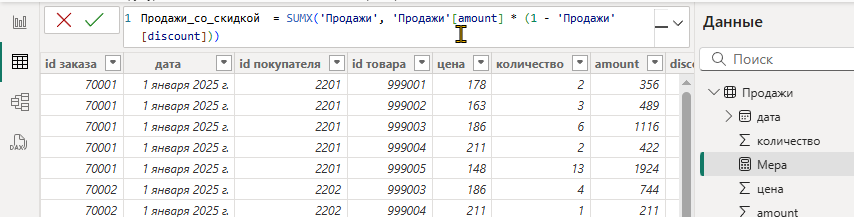 1 Продажи_со_скидкой = SUMX('Продажи', 'Продажи'[amount] * (1 - 'Продажи'
[discount]))
Данные
Поиск
id заказа дата id покупателя id товара цена количество amount disco
70001 1 января 2025 г. 2201 999001 178 2 356
70001 1 января 2025 г. 2201 999002 163 3 489
70001 1 января 2025 г. 2201 999003 186 6 1116
70001 1 января 2025 г. 2201 999004 211 2 422
70001 1 января 2025 г. 2201 999005 148 13 1924
70002 1 января 2025 г. 2202 999003 186 4 744
70002 1 января 2025 г. 2202 999004 211 1 211
Продажи
дата
количество
Мера
цена
amount
DAX